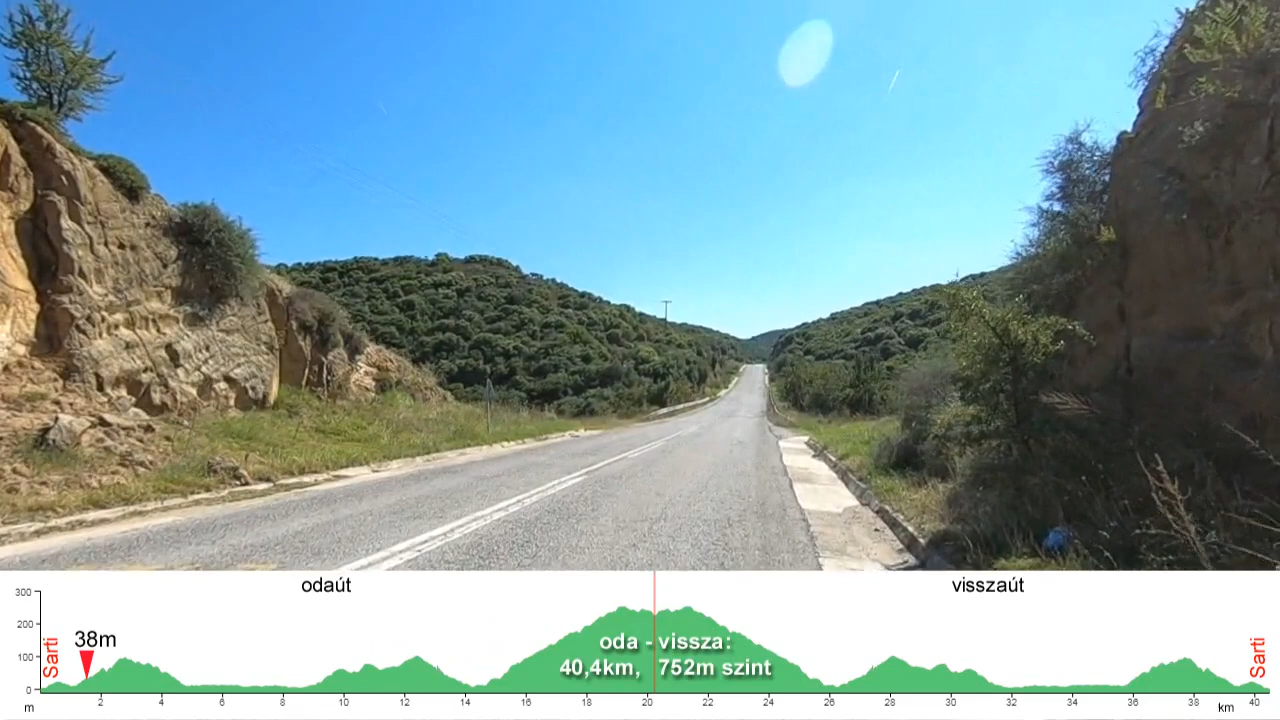 odaút
visszaút
300
200
100
0
m
Sarti
38m
oda - vissza:
40,4km, 752m szint
Sarti
2 4 6 8 10 12 14 16 18 20 22 24 26 28 30 32 34 36 38 40
km